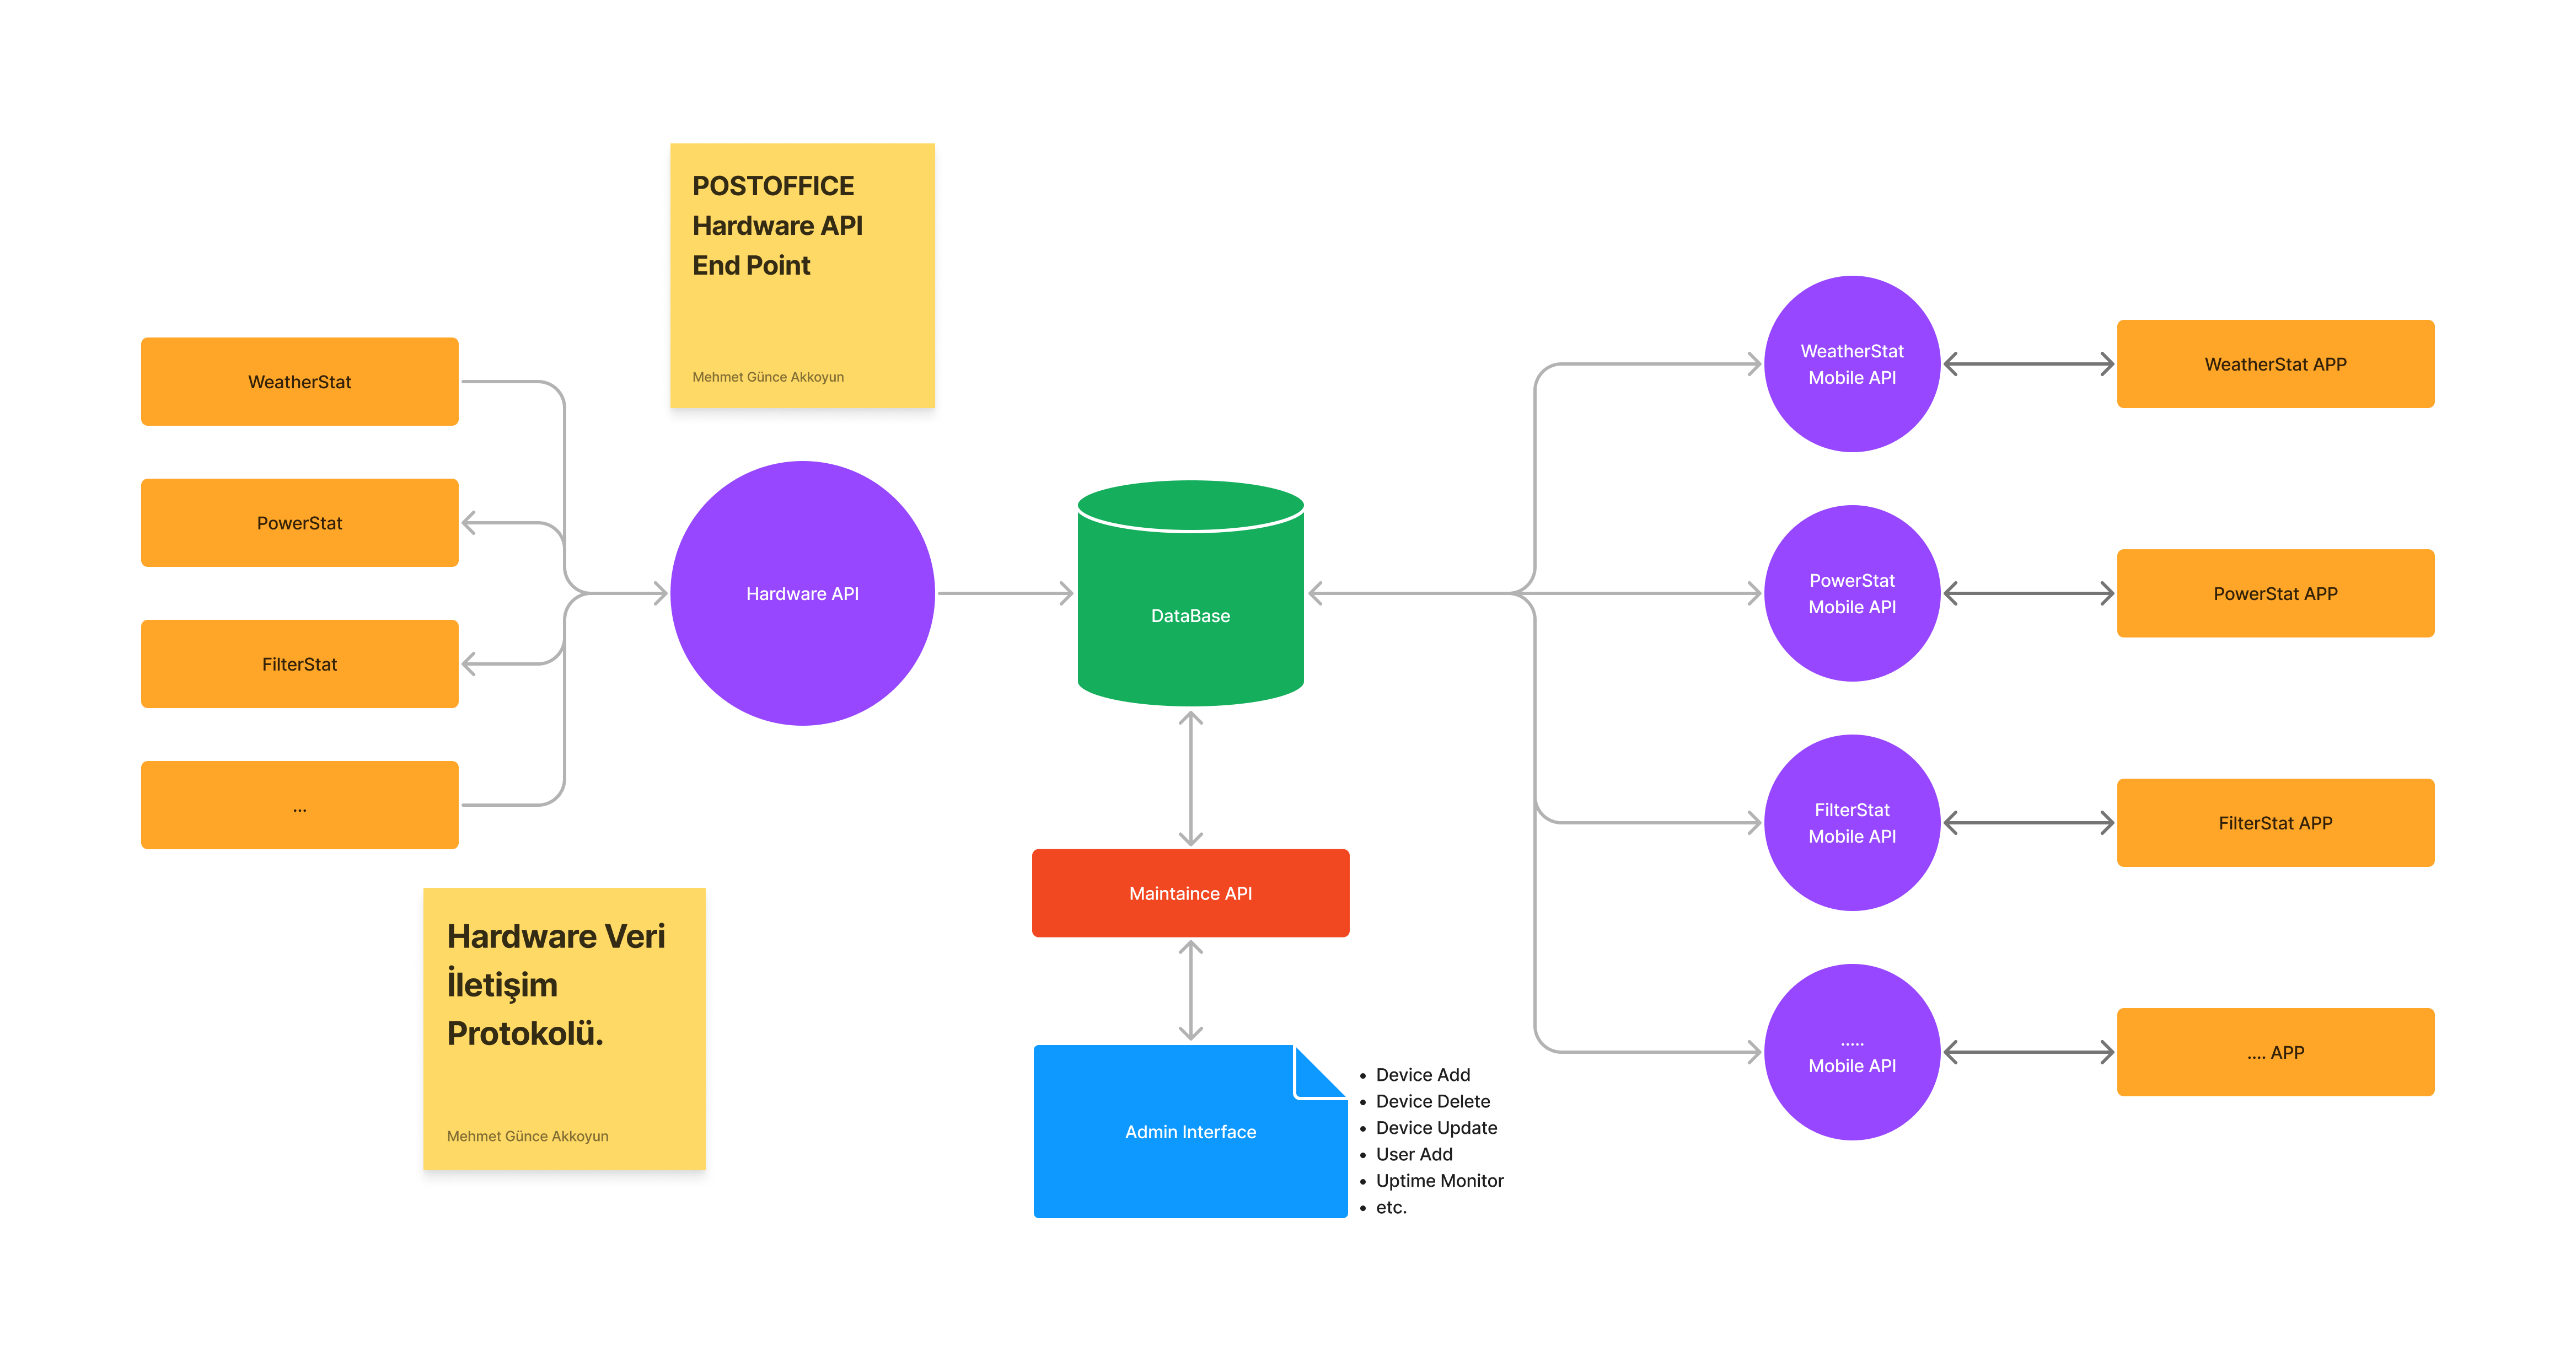 POSTOFFICE
Hardware API
End Point
Mehmet Günce Akkoyun
WeatherStat
PowerStat
FilterStat
...
Hardware Veri
İletişim
Protokolü.
Mehmet Günce Akkoyun
Hardware API
DataBase
Maintaince API
Admin Interface
• Device Add
• Device Delete
• Device Update
• User Add
• Uptime Monitor
• etc.
WeatherStat
Mobile API
WeatherStat APP
PowerStat
Mobile API
PowerStat APP
FilterStat
Mobile API
FilterStat APP
.....
Mobile API
.... APP